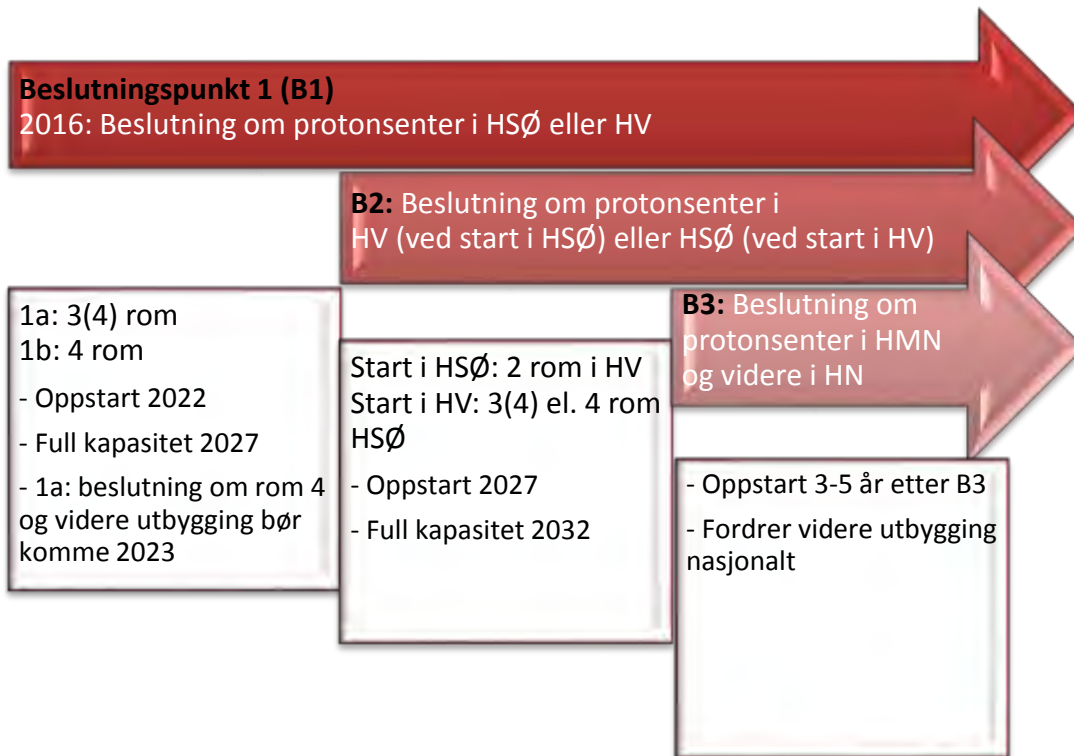 Beslutningspunkt 1 (B1)
2016: Beslutning om protonsenter i HSØ eller HV
B2: Beslutning om protonsenter i
HV (ved start i HSØ) eller HSØ (ved start i HV)
B3: Beslutning om
protonsenter i HMN
og videre i HN
1a: 3(4) rom
1b: 4 rom
- Oppstart 2022
- Full kapasitet 2027
- 1a: beslutning om rom 4
og videre utbygging bør
komme 2023
Start i HSØ: 2 rom i HV
Start i HV: 3(4) el. 4 rom
HSØ
- Oppstart 2027
- Full kapasitet 2032
- Oppstart 3-5 år etter B3
- Fordrer videre utbygging
nasjonalt